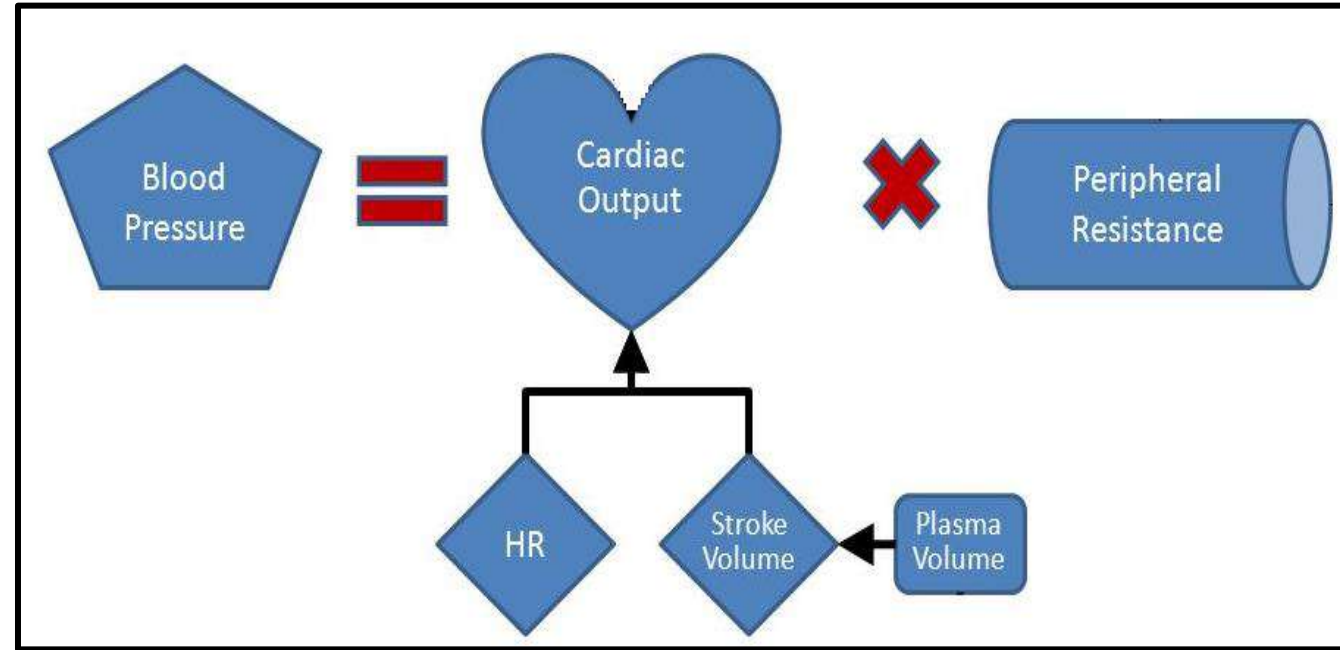 Blood
Pressure
Cardiac
Output
Peripheral
Resistance
HR
Stroke
Volume
Plasma
Volume